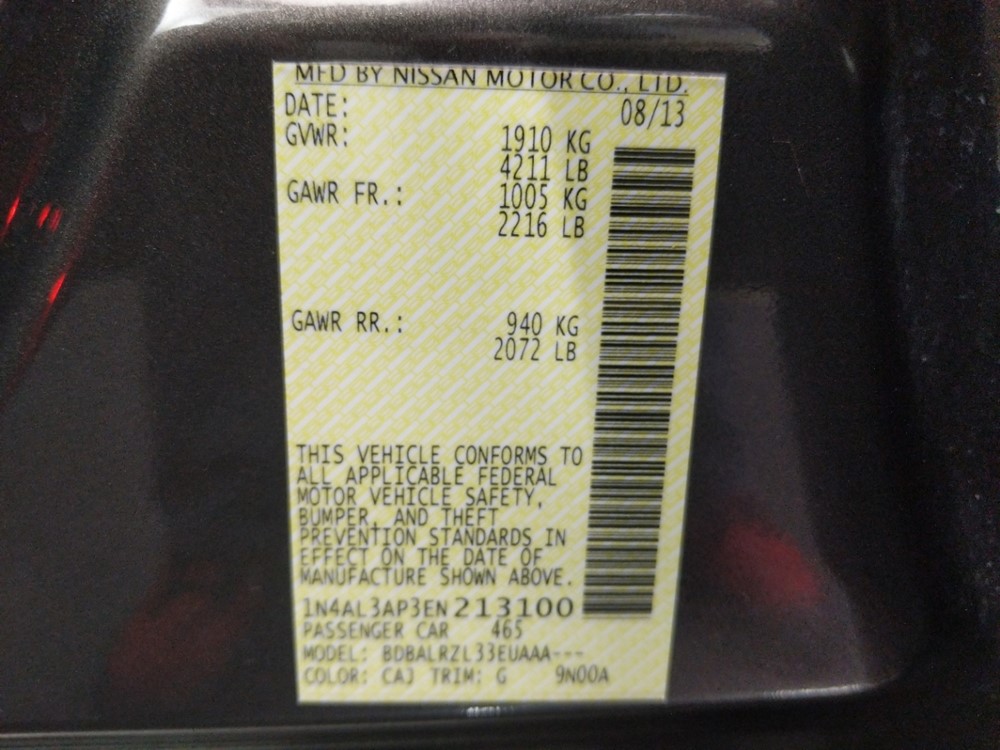 MFD BY NISSAN MOTOR CO., LTD.
DATE: 08/13
GVWR: 1910 KG
4211 LB
GAWR FR.: 1005 KG
2216 LB
GAWR RR.: 940 KG
2072 LB
THIS VEHICLE CONFORMS TO
ALL APPLICABLE FEDERAL
MOTOR VEHICLE SAFETY,
BUMPER, AND THEFT
PREVENTION STANDARDS IN
EFFECT ON THE DATE OF
MANUFACTURE SHOWN ABOVE.
1N4AL3AP3EN213100
PASSENGER CAR 465
MODEL: BDBALRZL33EUAAA---
COLOR: CAJ TRIM: G 9N00A